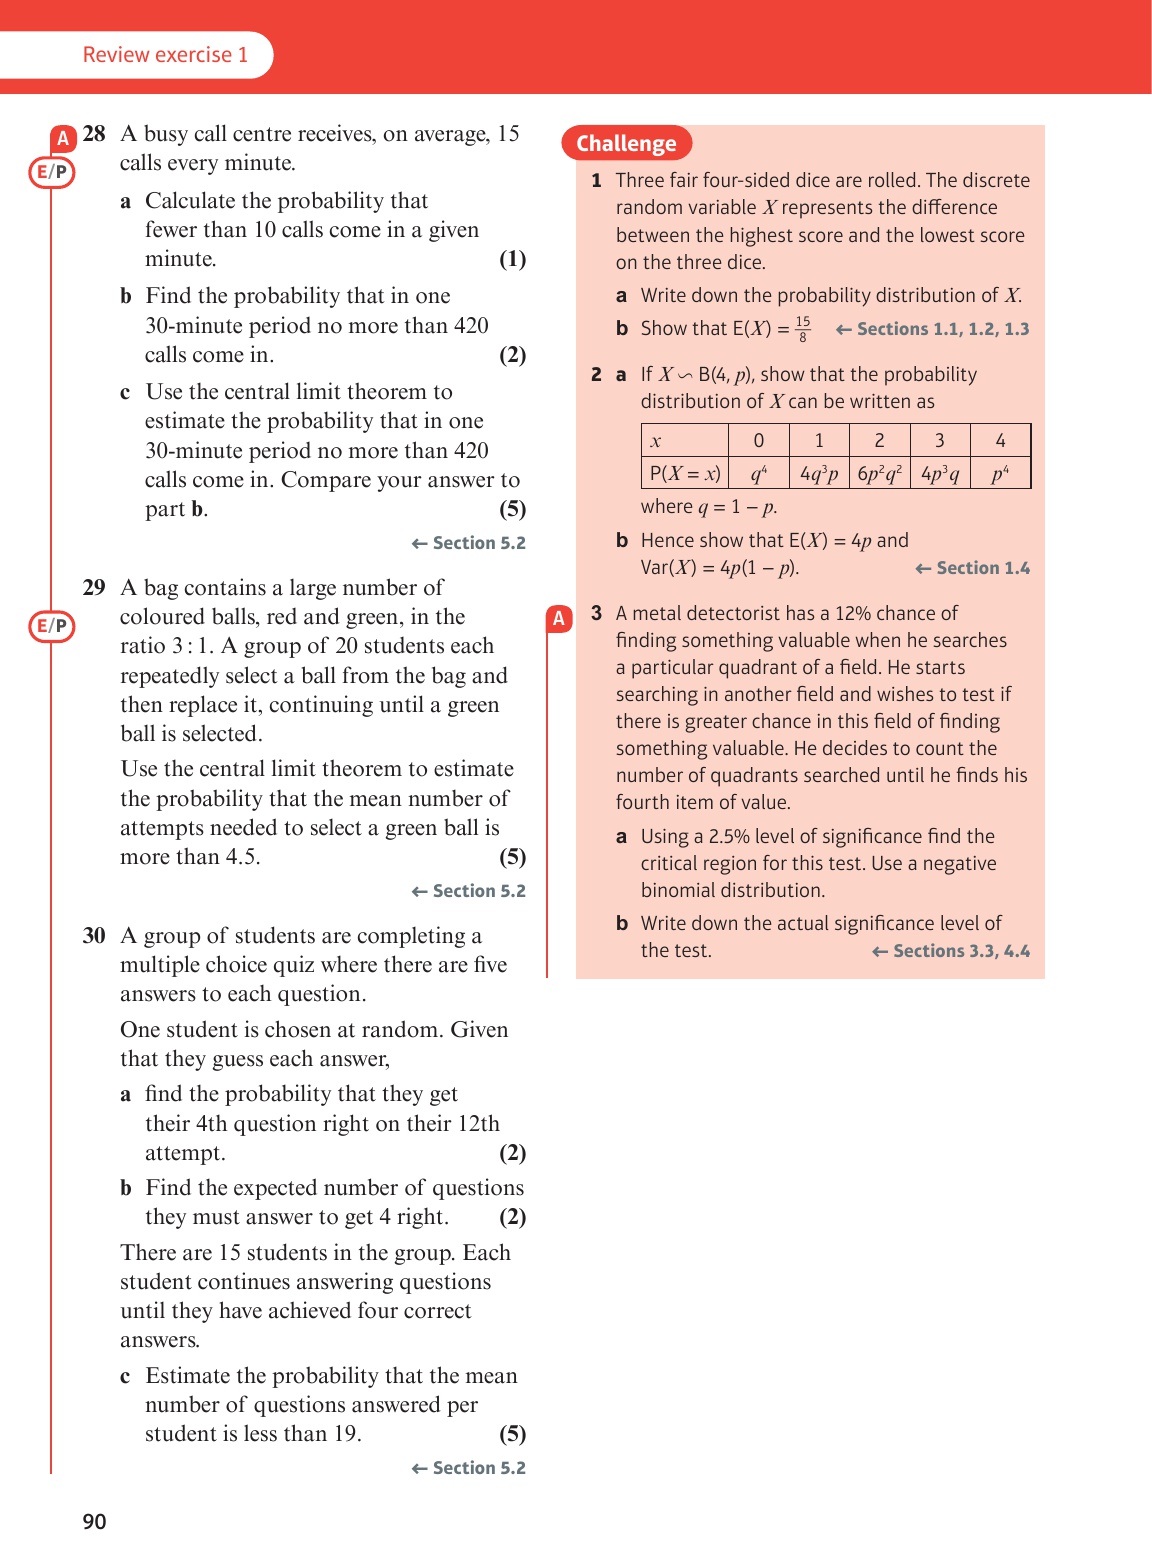 Review exercise 1
A
28 A busy call centre receives, on average, 15
calls every minute.
E/P
a Calculate the probability that
fewer than 10 calls come in a given
minute. (1)
b Find the probability that in one
30-minute period no more than 420
calls come in. (2)
c Use the central limit theorem to
estimate the probability that in one
30-minute period no more than 420
calls come in. Compare your answer to
part b. (5)
← Section 5.2
29 A bag contains a large number of
coloured balls, red and green, in the
E/P
ratio 3 : 1. A group of 20 students each
repeatedly select a ball from the bag and
then replace it, continuing until a green
ball is selected.
Use the central limit theorem to estimate
the probability that the mean number of
attempts needed to select a green ball is
more than 4.5. (5)
← Section 5.2
30 A group of students are completing a
multiple choice quiz where there are five
answers to each question.
One student is chosen at random. Given
that they guess each answer,
a find the probability that they get
their 4th question right on their 12th
attempt. (2)
b Find the expected number of questions
they must answer to get 4 right. (2)
There are 15 students in the group. Each
student continues answering questions
until they have achieved four correct
answers.
c Estimate the probability that the mean
number of questions answered per
student is less than 19. (5)
← Section 5.2
Challenge
1 Three fair four-sided dice are rolled. The discrete
random variable X represents the difference
between the highest score and the lowest score
on the three dice.
a Write down the probability distribution of X.
b Show that E(X) = 15/8 ← Sections 1.1, 1.2, 1.3
2 a If X ∽ B(4, p), show that the probability
distribution of X can be written as
x 0 1 2 3 4
P(X = x) q⁴ 4q³p 6p²q² 4p³q p⁴
where q = 1 − p.
b Hence show that E(X) = 4p and
Var(X) = 4p(1 − p). ← Section 1.4
A
3 A metal detectorist has a 12% chance of
finding something valuable when he searches
a particular quadrant of a field. He starts
searching in another field and wishes to test if
there is greater chance in this field of finding
something valuable. He decides to count the
number of quadrants searched until he finds his
fourth item of value.
a Using a 2.5% level of significance find the
critical region for this test. Use a negative
binomial distribution.
b Write down the actual significance level of
the test. ← Sections 3.3, 4.4
90